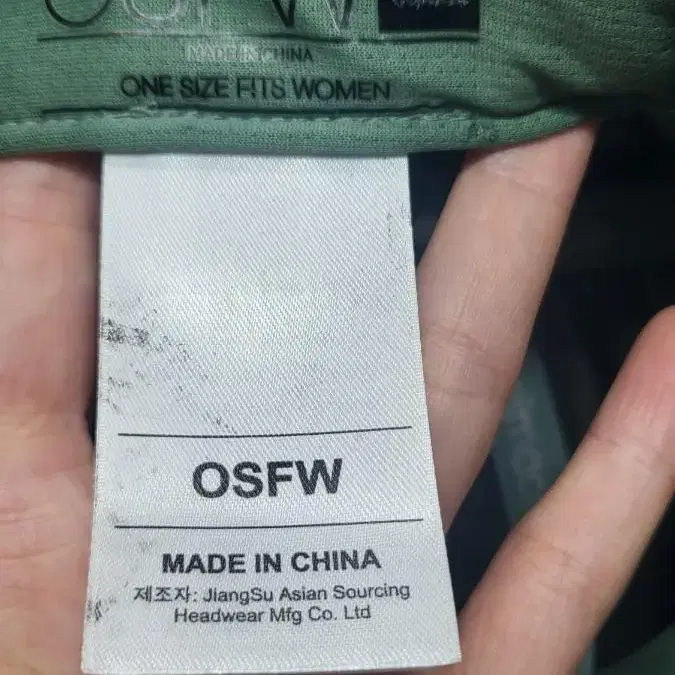 OSFW
MADE IN CHINA
ONE SIZE FITS WOMEN
OSFW
MADE IN CHINA
제조자: JiangSu Asian Sourcing
Headwear Mfg Co. Ltd